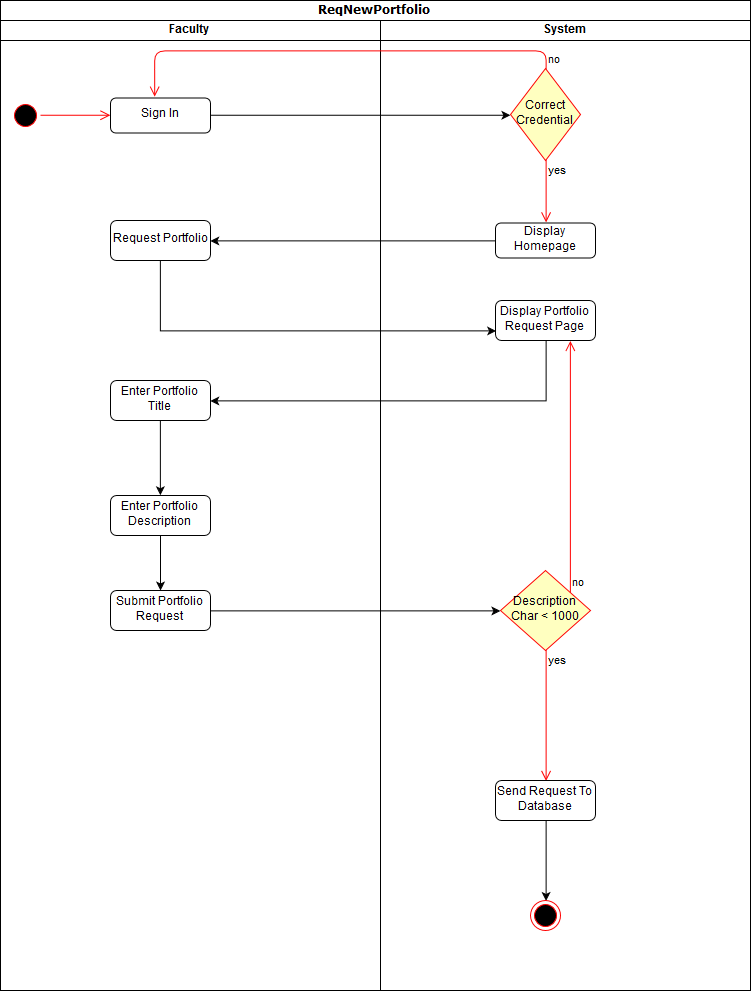 ReqNewPortfolio
Faculty
System
no
Sign In
Correct
Credential
yes
Request Portfolio
Display
Homepage
Display Portfolio
Request Page
Enter Portfolio
Title
Enter Portfolio
Description
no
Submit Portfolio
Request
Description
Char < 1000
yes
Send Request To
Database